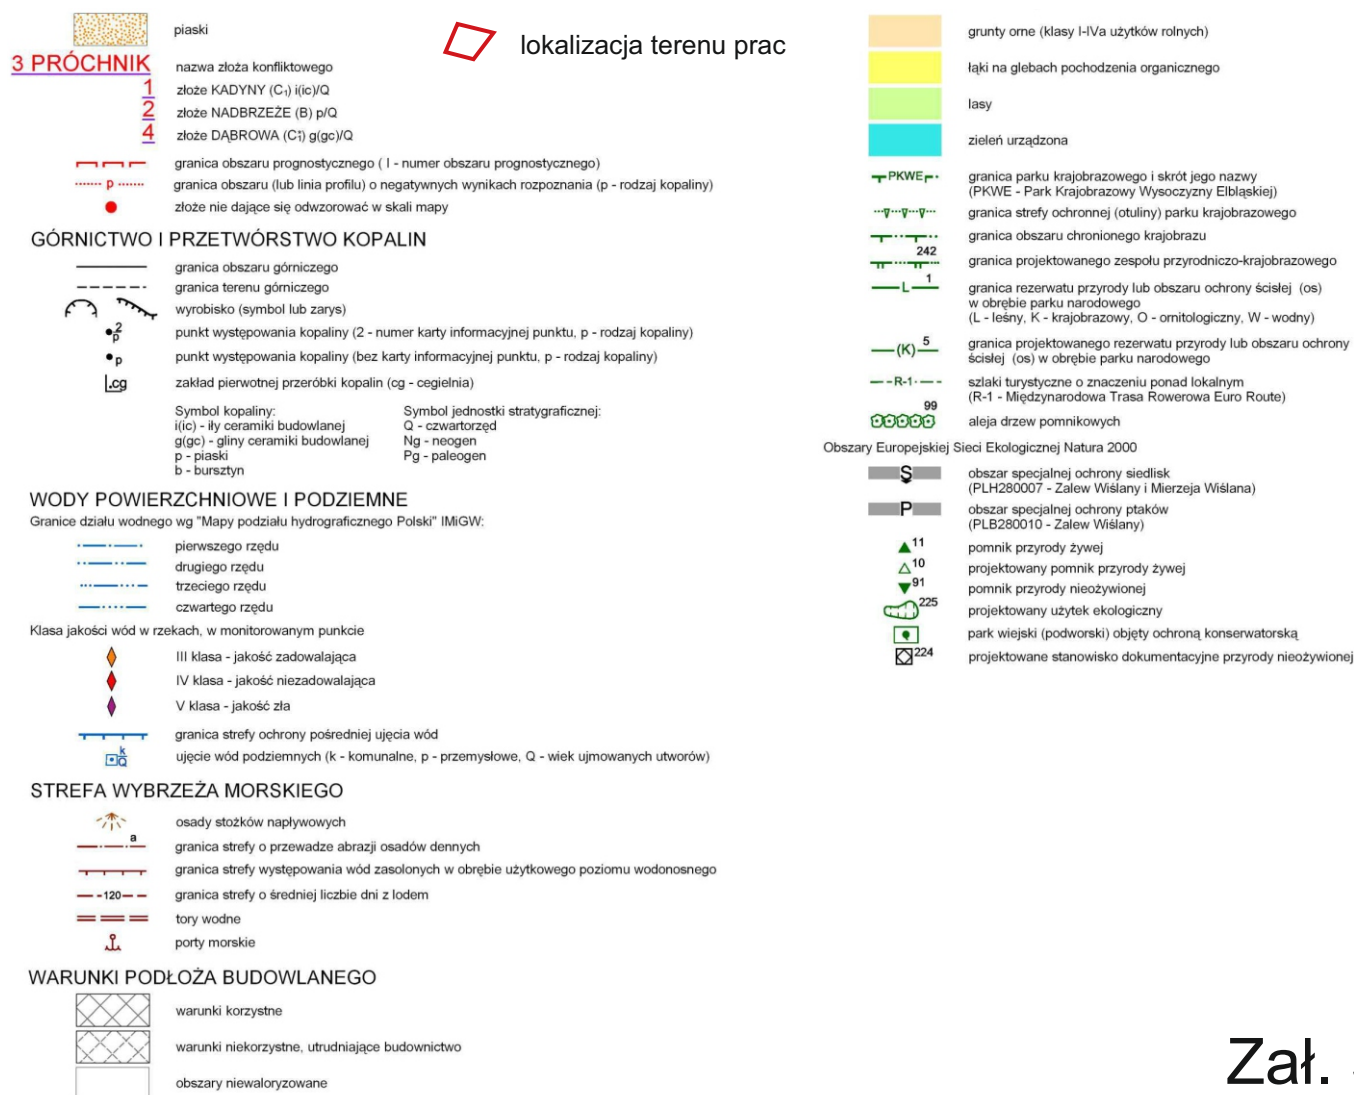 piaski
lokalizacja terenu prac
3 PRÓCHNIK nazwa złoża konfliktowego
1 złoże KADYNY (C₁) i(ic)/Q
2 złoże NADBRZEŻE (B) p/Q
4 złoże DĄBROWA (C₁*) g(gc)/Q
granica obszaru prognostycznego ( I - numer obszaru prognostycznego)
p granica obszaru (lub linia profilu) o negatywnych wynikach rozpoznania (p - rodzaj kopaliny)
złoże nie dające się odwzorować w skali mapy
GÓRNICTWO I PRZETWÓRSTWO KOPALIN
granica obszaru górniczego
granica terenu górniczego
wyrobisko (symbol lub zarys)
2 p punkt występowania kopaliny (2 - numer karty informacyjnej punktu, p - rodzaj kopaliny)
p punkt występowania kopaliny (bez karty informacyjnej punktu, p - rodzaj kopaliny)
cg zakład pierwotnej przeróbki kopalin (cg - cegielnia)
Symbol kopaliny:
i(ic) - iły ceramiki budowlanej
g(gc) - gliny ceramiki budowlanej
p - piaski
b - bursztyn
Symbol jednostki stratygraficznej:
Q - czwartorzęd
Ng - neogen
Pg - paleogen
WODY POWIERZCHNIOWE I PODZIEMNE
Granice działu wodnego wg "Mapy podziału hydrograficznego Polski" IMiGW:
pierwszego rzędu
drugiego rzędu
trzeciego rzędu
czwartego rzędu
Klasa jakości wód w rzekach, w monitorowanym punkcie
III klasa - jakość zadowalająca
IV klasa - jakość niezadowalająca
V klasa - jakość zła
granica strefy ochrony pośredniej ujęcia wód
k Q ujęcie wód podziemnych (k - komunalne, p - przemysłowe, Q - wiek ujmowanych utworów)
STREFA WYBRZEŻA MORSKIEGO
osady stożków napływowych
a granica strefy o przewadze abrazji osadów dennych
granica strefy występowania wód zasolonych w obrębie użytkowego poziomu wodonosnego
120 granica strefy o średniej liczbie dni z lodem
tory wodne
porty morskie
WARUNKI PODŁOŻA BUDOWLANEGO
warunki korzystne
warunki niekorzystne, utrudniające budownictwo
obszary niewaloryzowane
grunty orne (klasy I-IVa użytków rolnych)
łąki na glebach pochodzenia organicznego
lasy
zieleń urządzona
PKWE granica parku krajobrazowego i skrót jego nazwy
(PKWE - Park Krajobrazowy Wysoczyzny Elbląskiej)
granica strefy ochronnej (otuliny) parku krajobrazowego
granica obszaru chronionego krajobrazu
242 granica projektowanego zespołu przyrodniczo-krajobrazowego
L 1 granica rezerwatu przyrody lub obszaru ochrony ścisłej (os)
w obrębie parku narodowego
(L - leśny, K - krajobrazowy, O - ornitologiczny, W - wodny)
(K) 5 granica projektowanego rezerwatu przyrody lub obszaru ochrony
ścisłej (os) w obrębie parku narodowego
R-1 szlaki turystyczne o znaczeniu ponad lokalnym
(R-1 - Międzynarodowa Trasa Rowerowa Euro Route)
99 aleja drzew pomnikowych
Obszary Europejskiej Sieci Ekologicznej Natura 2000
S obszar specjalnej ochrony siedlisk
(PLH280007 - Zalew Wiślany i Mierzeja Wiślana)
P obszar specjalnej ochrony ptaków
(PLB280010 - Zalew Wiślany)
11 pomnik przyrody żywej
10 projektowany pomnik przyrody żywej
91 pomnik przyrody nieożywionej
225 projektowany użytek ekologiczny
park wiejski (podworski) objęty ochroną konserwatorską
224 projektowane stanowisko dokumentacyjne przyrody nieożywionej
Zał.